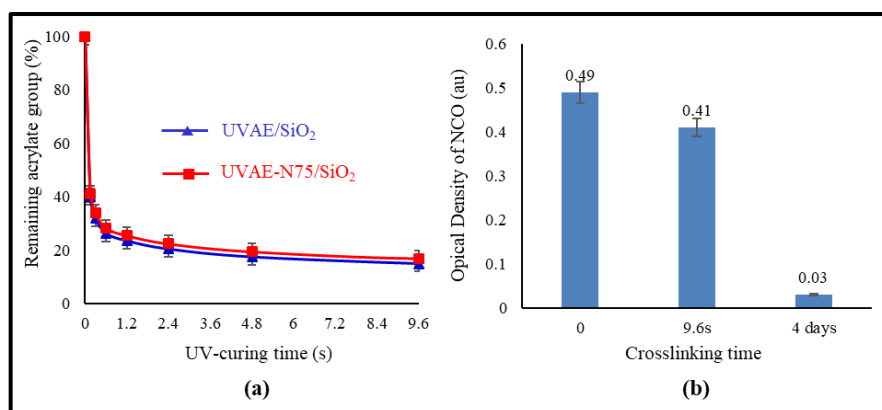 Remaining acrylate group (%)
100
80
60
40
20
0
UVAE/SiO₂
UVAE-N75/SiO₂
0 1.2 2.4 3.6 4.8 6 7.2 8.4 9.6
UV-curing time (s)
(a)
Opical Density of NCO (au)
0.6
0.5
0.4
0.3
0.2
0.1
0
0.49
0.41
0.03
0 9.6s 4 days
Crosslinking time
(b)